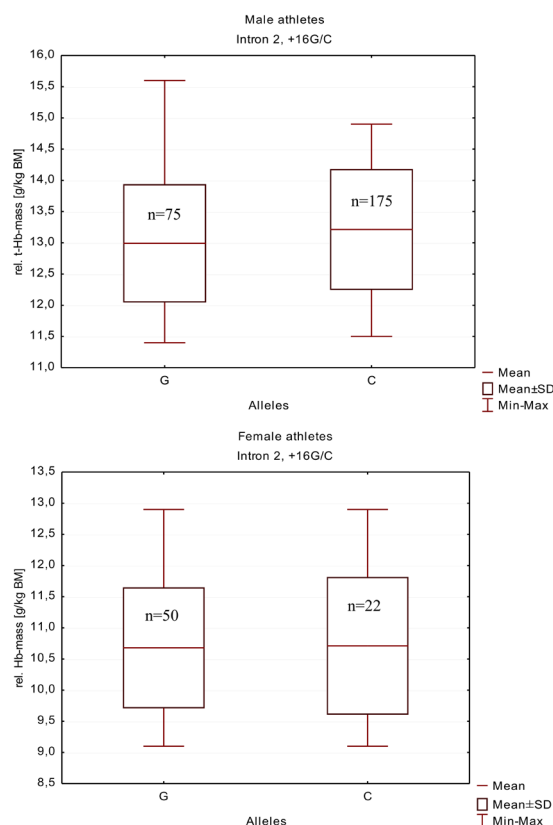 Male athletes
Intron 2, +16G/C
rel. t-Hb-mass [g/kg BM]
16,0
15,5
15,0
14,5
14,0
13,5
13,0
12,5
12,0
11,5
11,0
n=75
n=175
G
C
Alleles
Mean
Mean±SD
Min-Max
Female athletes
Intron 2, +16G/C
rel. Hb-mass [g/kg BM]
13,5
13,0
12,5
12,0
11,5
11,0
10,5
10,0
9,5
9,0
8,5
n=50
n=22
G
C
Alleles
Mean
Mean±SD
Min-Max